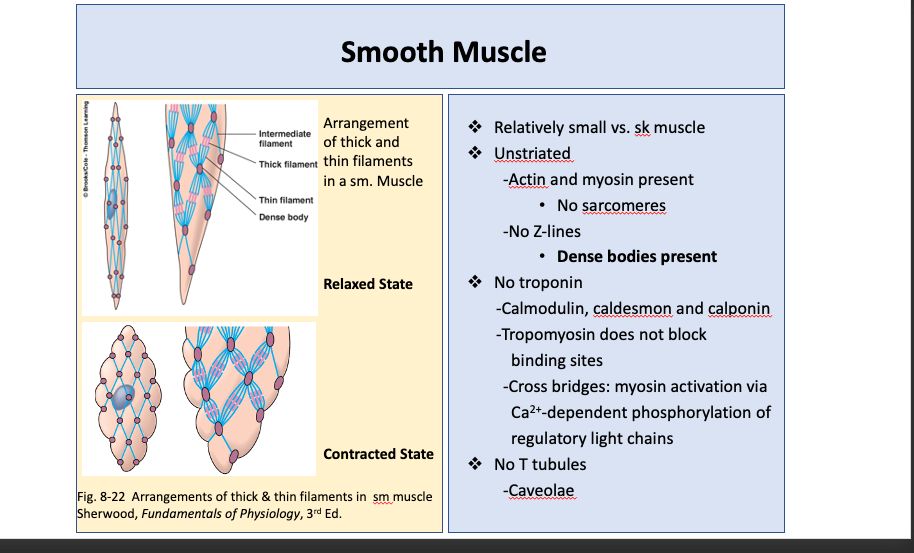 Smooth Muscle
© Brooks/Cole - Thomson Learning
Intermediate
filament
Thick filament
Thin filament
Dense body
Arrangement
of thick and
thin filaments
in a sm. Muscle
Relaxed State
Contracted State
Fig. 8-22 Arrangements of thick & thin filaments in sm muscle
Sherwood, Fundamentals of Physiology, 3rd Ed.
❖ Relatively small vs. sk muscle
❖ Unstriated
-Actin and myosin present
• No sarcomeres
-No Z-lines
• Dense bodies present
❖ No troponin
-Calmodulin, caldesmon and calponin
-Tropomyosin does not block
binding sites
-Cross bridges: myosin activation via
Ca2+-dependent phosphorylation of
regulatory light chains
❖ No T tubules
-Caveolae